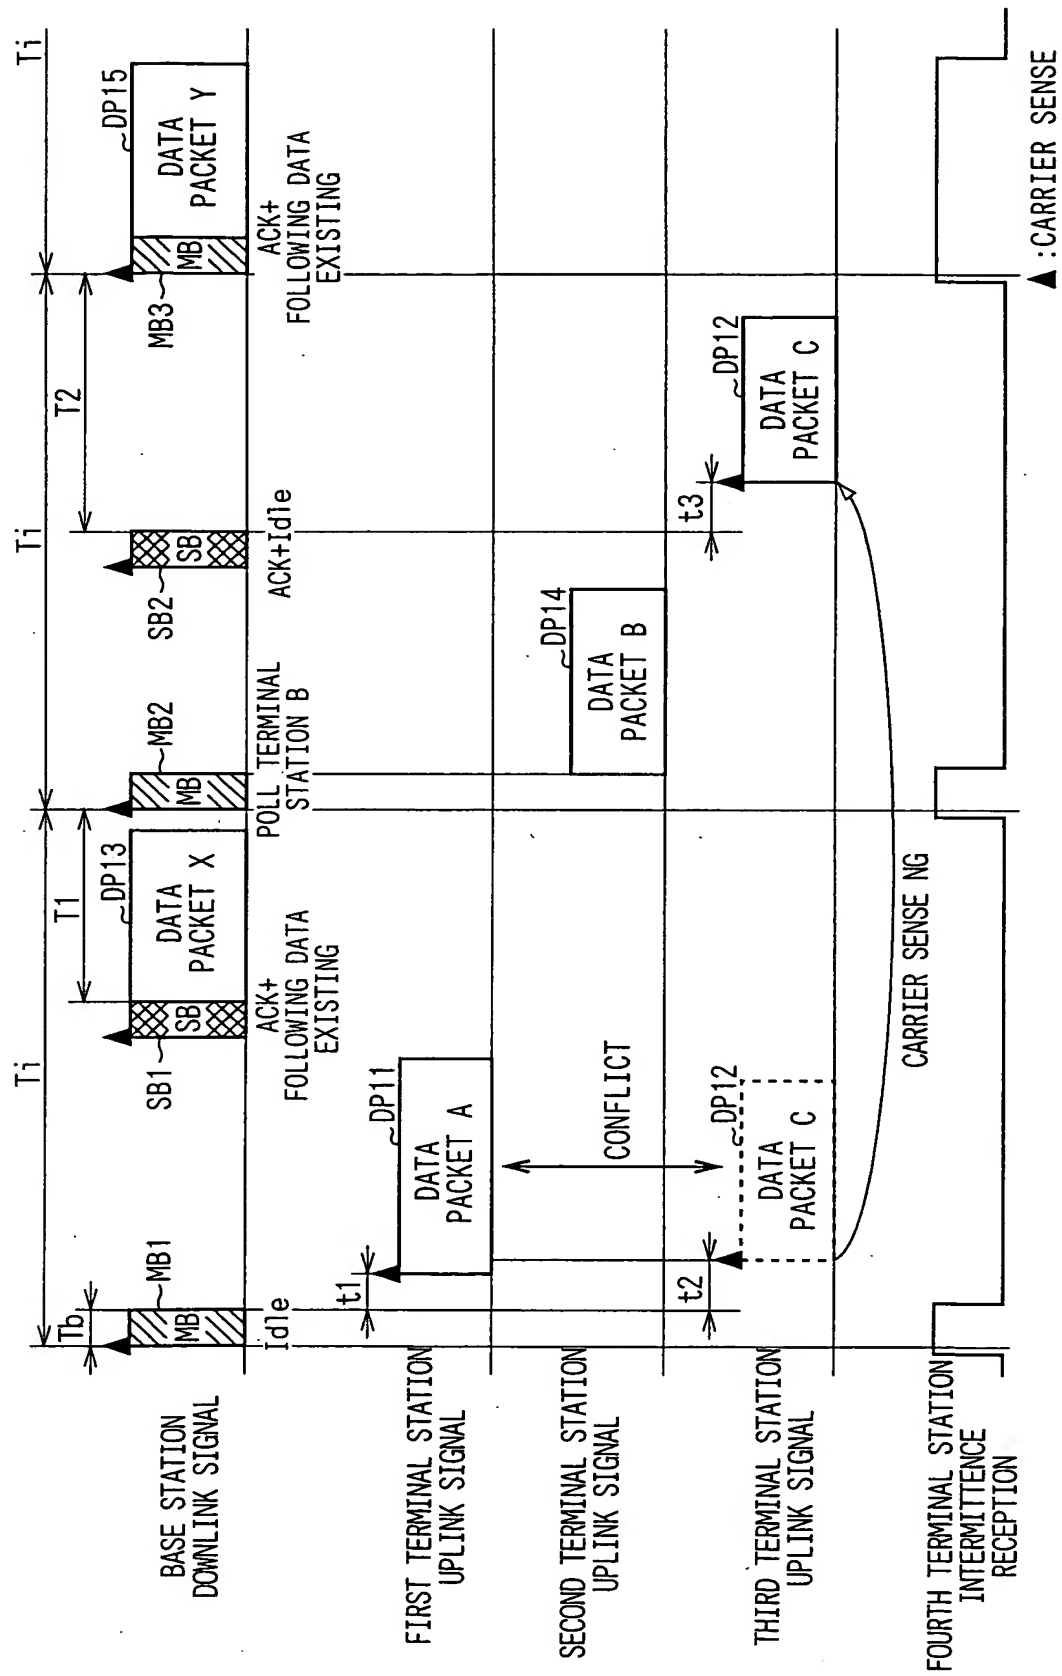 Ti
Ti
Ti
Tb
T1
T2
BASE STATION
DOWNLINK SIGNAL
MB
MB1
Idle
SB
SB1
ACK+
FOLLOWING DATA
EXISTING
DATA
PACKET X
DP13
MB
MB2
POLL TERMINAL
STATION B
SB
SB2
ACK+Idle
MB
MB3
ACK+
FOLLOWING DATA
EXISTING
DATA
PACKET Y
DP15
FIRST TERMINAL STATION
UPLINK SIGNAL
t1
DATA
PACKET A
DP11
CONFLICT
SECOND TERMINAL STATION
UPLINK SIGNAL
DATA
PACKET B
DP14
THIRD TERMINAL STATION
UPLINK SIGNAL
t2
DATA
PACKET C
DP12
t3
DATA
PACKET C
DP12
CARRIER SENSE NG
FOURTH TERMINAL STATION
INTERMITTENCE
RECEPTION
:CARRIER SENSE